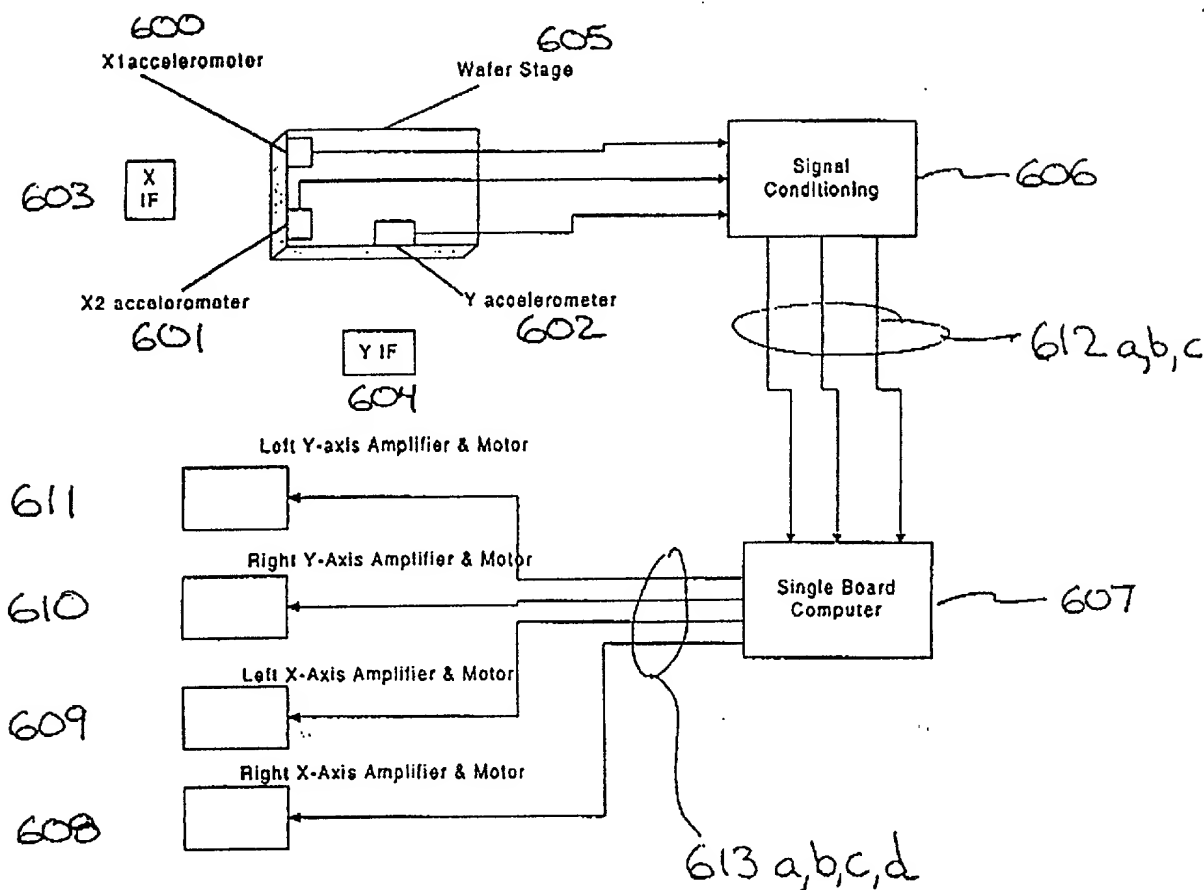 600
X1 acceleromotor
605
Wafer Stage
603
X
IF
Signal
Conditioning
606
X2 accelorometer
601
Y accelerometer
602
Y IF
604
612 a,b,c
Left Y-axis Amplifier & Motor
611
Right Y-Axis Amplifier & Motor
610
Single Board
Computer
607
Left X-Axis Amplifier & Motor
609
Right X-Axis Amplifier & Motor
608
613 a,b,c,d